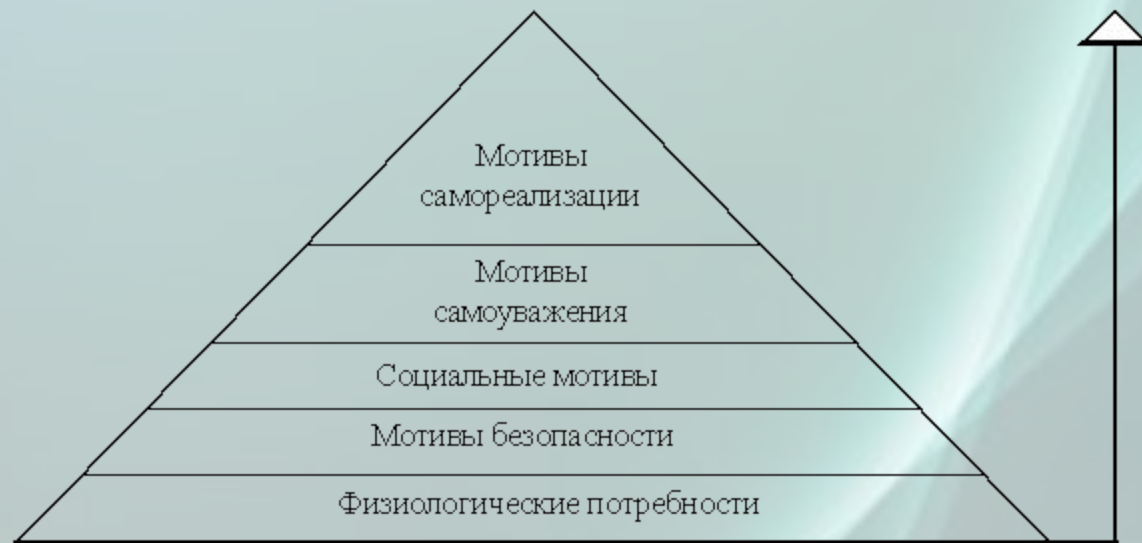 Мотивы
самореализации
Мотивы
самоуважения
Социальные мотивы
Мотивы безопасности
Физиологические потребности